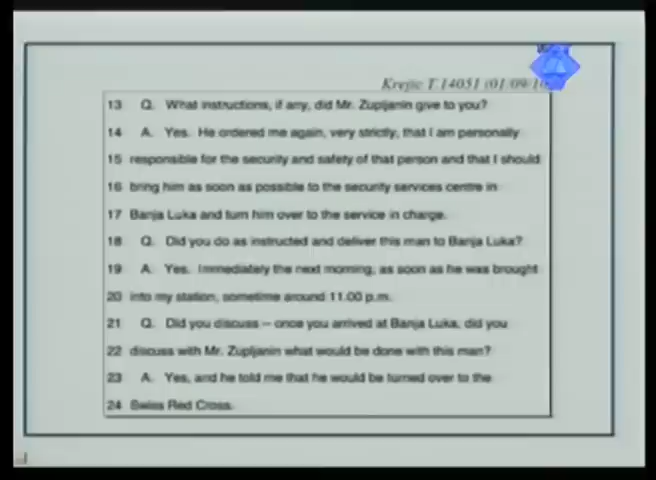 Krejic T.14051 (01/09/10
13 Q. What instructions, if any, did Mr. Zupljanin give to you?
14 A. Yes. He ordered me again, very strictly, that I am personally
15 responsible for the security and safety of that person and that I should
16 bring him as soon as possible to the security services centre in
17 Banja Luka and turn him over to the service in charge.
18 Q. Did you do as instructed and deliver this man to Banja Luka?
19 A. Yes. Immediately the next morning, as soon as he was brought
20 into my station, sometime around 11.00 p.m.
21 Q. Did you discuss -- once you arrived at Banja Luka, did you
22 discuss with Mr. Zupljanin what would be done with this man?
23 A. Yes, and he told me that he would be turned over to the
24 Swiss Red Cross.